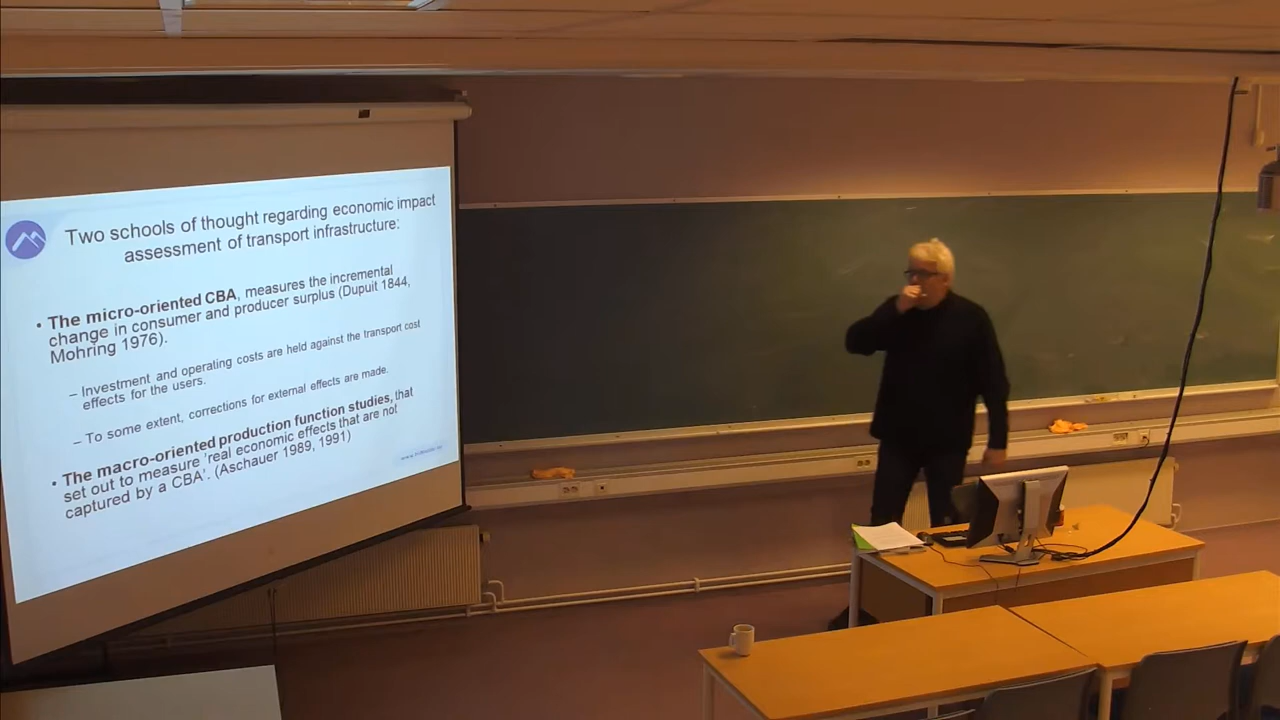 Two schools of thought regarding economic impact
assessment of transport infrastructure:
• The micro-oriented CBA, measures the incremental
change in consumer and producer surplus (Dupuit 1844,
Mohring 1976).
– Investment and operating costs are held against the transport cost
effects for the users.
– To some extent, corrections for external effects are made.
• The macro-oriented production function studies, that
set out to measure 'real economic effects that are not
captured by a CBA'. (Aschauer 1989, 1991)